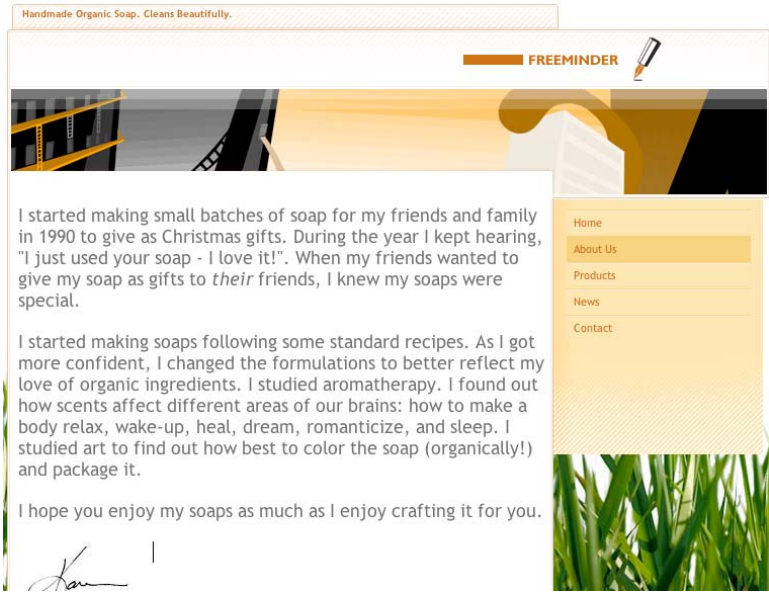 Handmade Organic Soap. Cleans Beautifully.
FREEMINDER
I started making small batches of soap for my friends and family
in 1990 to give as Christmas gifts. During the year I kept hearing,
"I just used your soap - I love it!". When my friends wanted to
give my soap as gifts to their friends, I knew my soaps were
special.
I started making soaps following some standard recipes. As I got
more confident, I changed the formulations to better reflect my
love of organic ingredients. I studied aromatherapy. I found out
how scents affect different areas of our brains: how to make a
body relax, wake-up, heal, dream, romanticize, and sleep. I
studied art to find out how best to color the soap (organically!)
and package it.
I hope you enjoy my soaps as much as I enjoy crafting it for you.
Home
About Us
Products
News
Contact